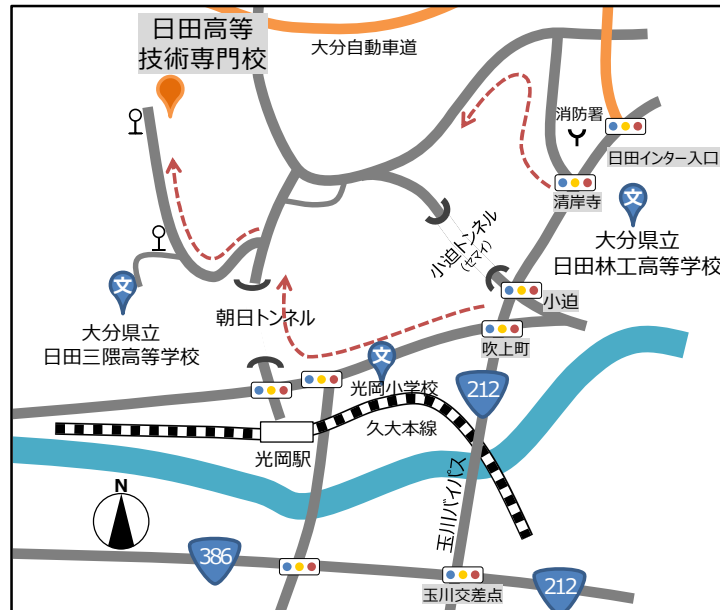 日田高等
技術専門校
大分自動車道
消防署
日田インター入口
清岸寺
文
大分県立
日田林工高等学校
小迫トンネル
(セマイ)
小迫
文
大分県立
日田三隈高等学校
朝日トンネル
吹上町
文
光岡小学校
212
久大本線
光岡駅
玉川バイパス
N
386
玉川交差点
212